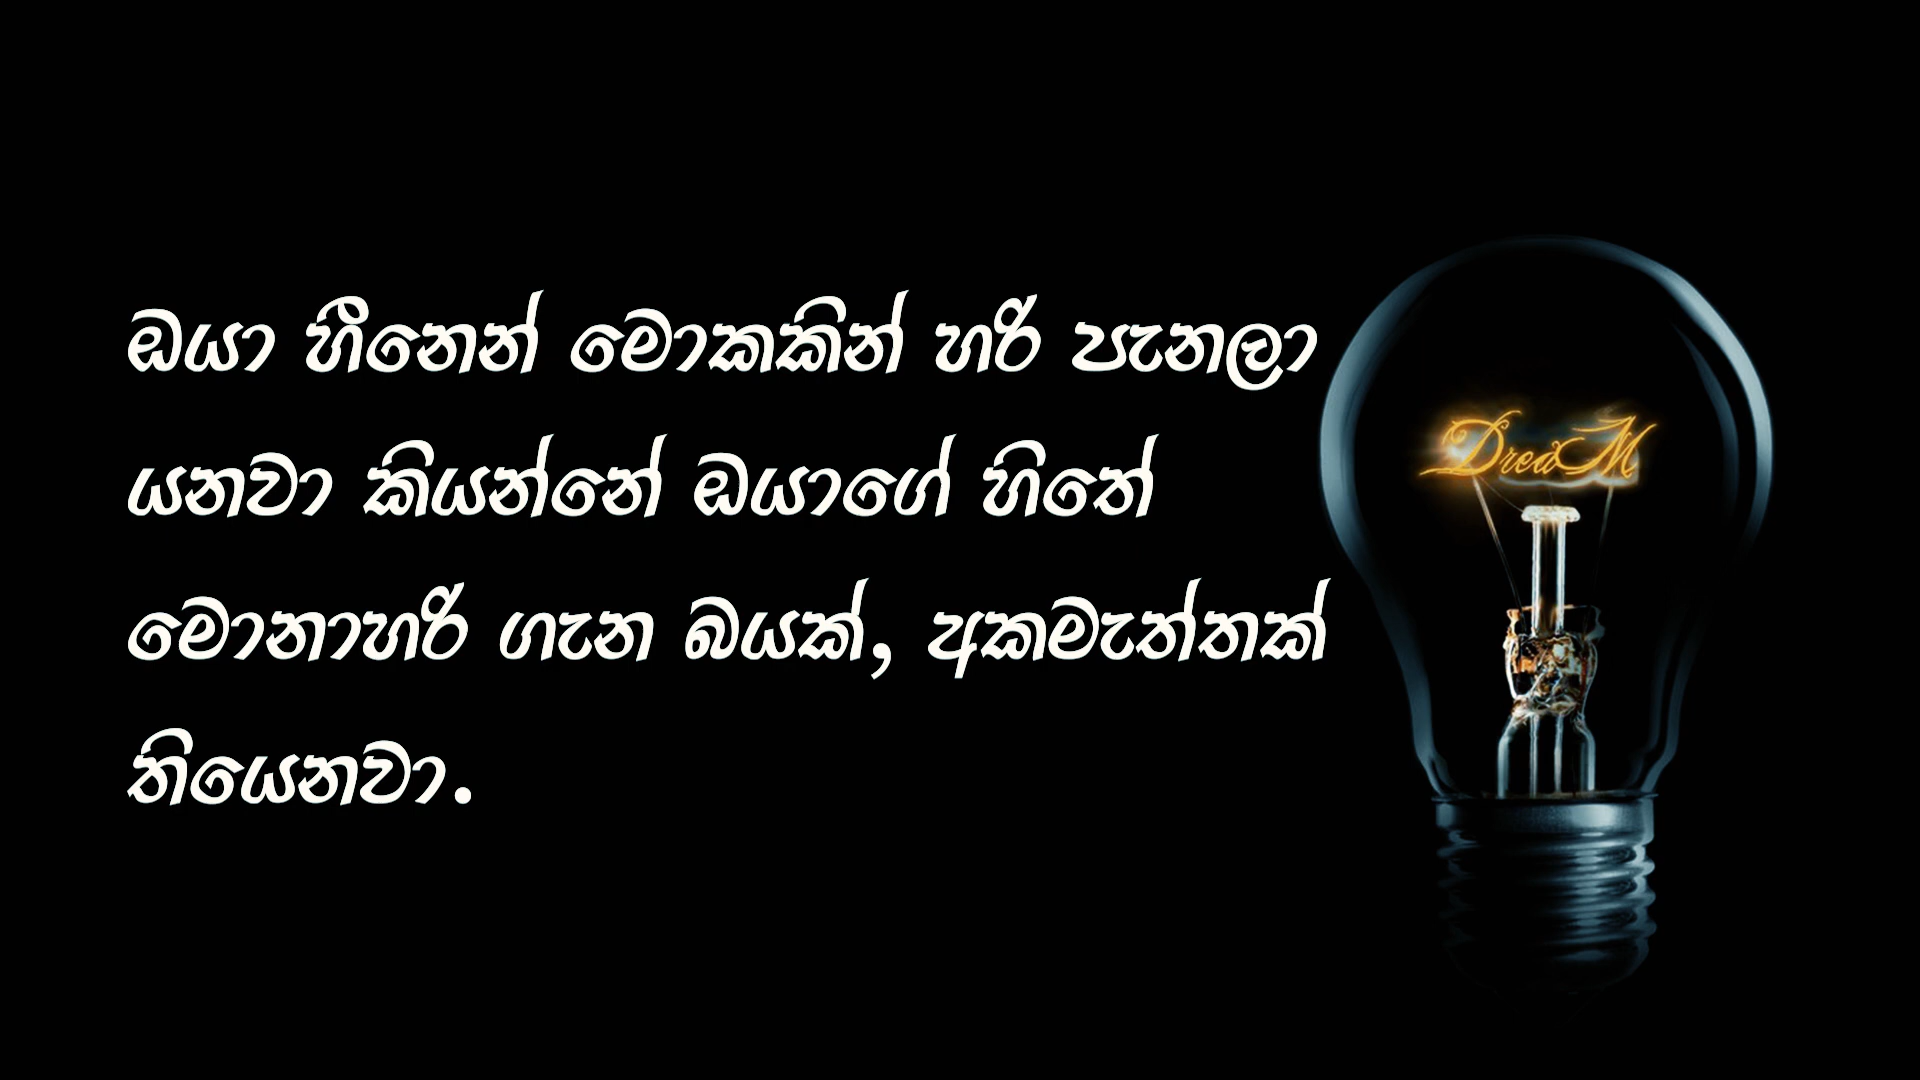 ඔයා හීනෙන් මොකකින් හරි පැනලා
යනවා කියන්නේ ඔයාගේ හිතේ
මොනාහරි ගැන බයක්, අකමැත්තක්
තියෙනවා.
DreaM